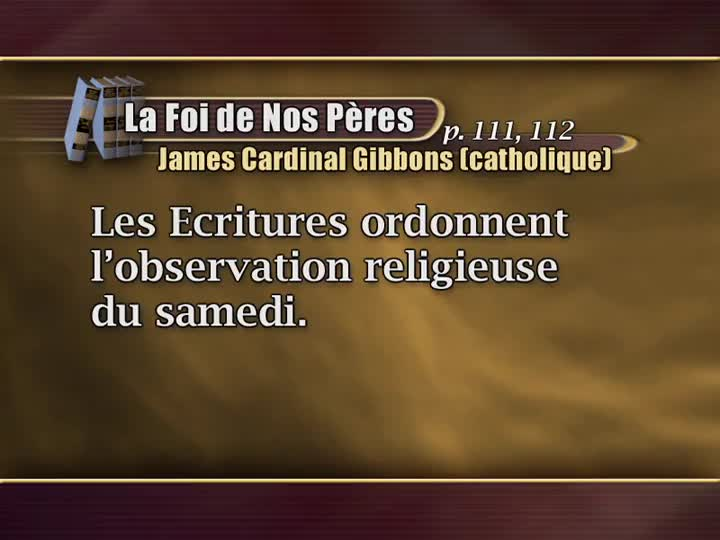 La Foi de Nos Pères p. 111, 112
James Cardinal Gibbons (catholique)
Les Ecritures ordonnent
l'observation religieuse
du samedi.